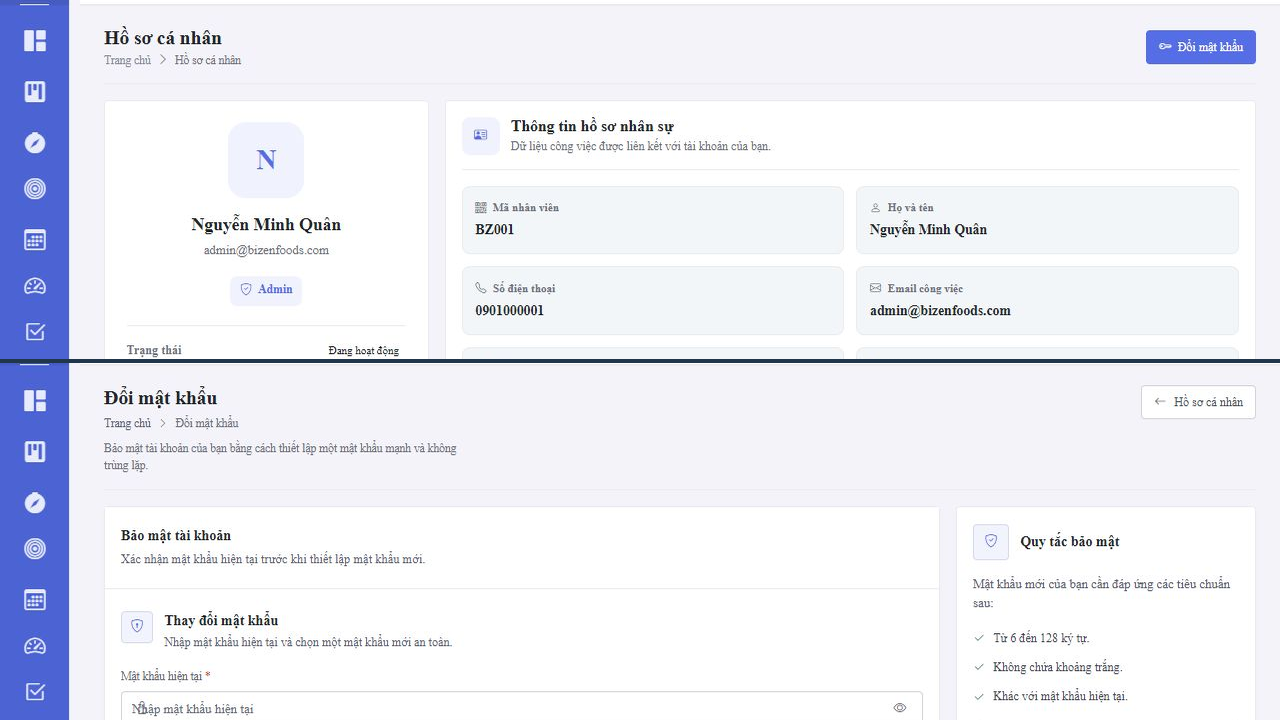 Hồ sơ cá nhân
Trang chủ > Hồ sơ cá nhân
Đổi mật khẩu
N
Nguyễn Minh Quân
admin@bizenfoods.com
Admin
Trạng thái Đang hoạt động
Thông tin hồ sơ nhân sự
Dữ liệu công việc được liên kết với tài khoản của bạn.
Mã nhân viên
BZ001
Họ và tên
Nguyễn Minh Quân
Số điện thoại
0901000001
Email công việc
admin@bizenfoods.com
Đổi mật khẩu
Trang chủ > Đổi mật khẩu
Bảo mật tài khoản của bạn bằng cách thiết lập một mật khẩu mạnh và không
trùng lặp.
Hồ sơ cá nhân
Bảo mật tài khoản
Xác nhận mật khẩu hiện tại trước khi thiết lập mật khẩu mới.
Thay đổi mật khẩu
Nhập mật khẩu hiện tại và chọn một mật khẩu mới an toàn.
Mật khẩu hiện tại *
Nhập mật khẩu hiện tại
Quy tắc bảo mật
Mật khẩu mới của bạn cần đáp ứng các tiêu chuẩn
sau:
Từ 6 đến 128 ký tự.
Không chứa khoảng trắng.
Khác với mật khẩu hiện tại.